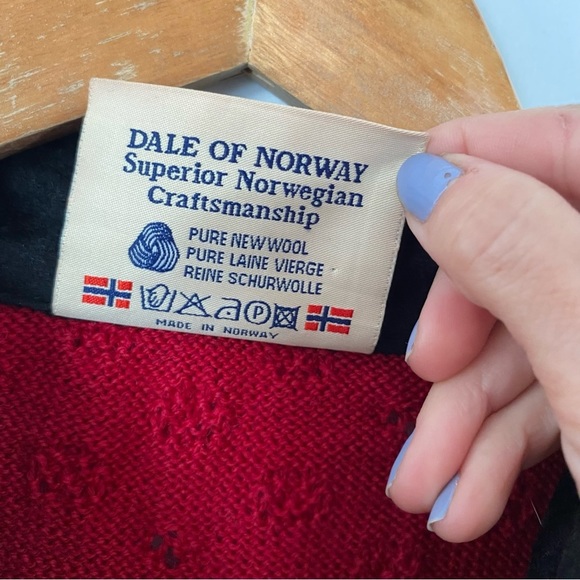 DALE OF NORWAY
Superior Norwegian
Craftsmanship
PURE NEW WOOL
PURE LAINE VIERGE
REINE SCHURWOLLE
P
MADE IN NORWAY